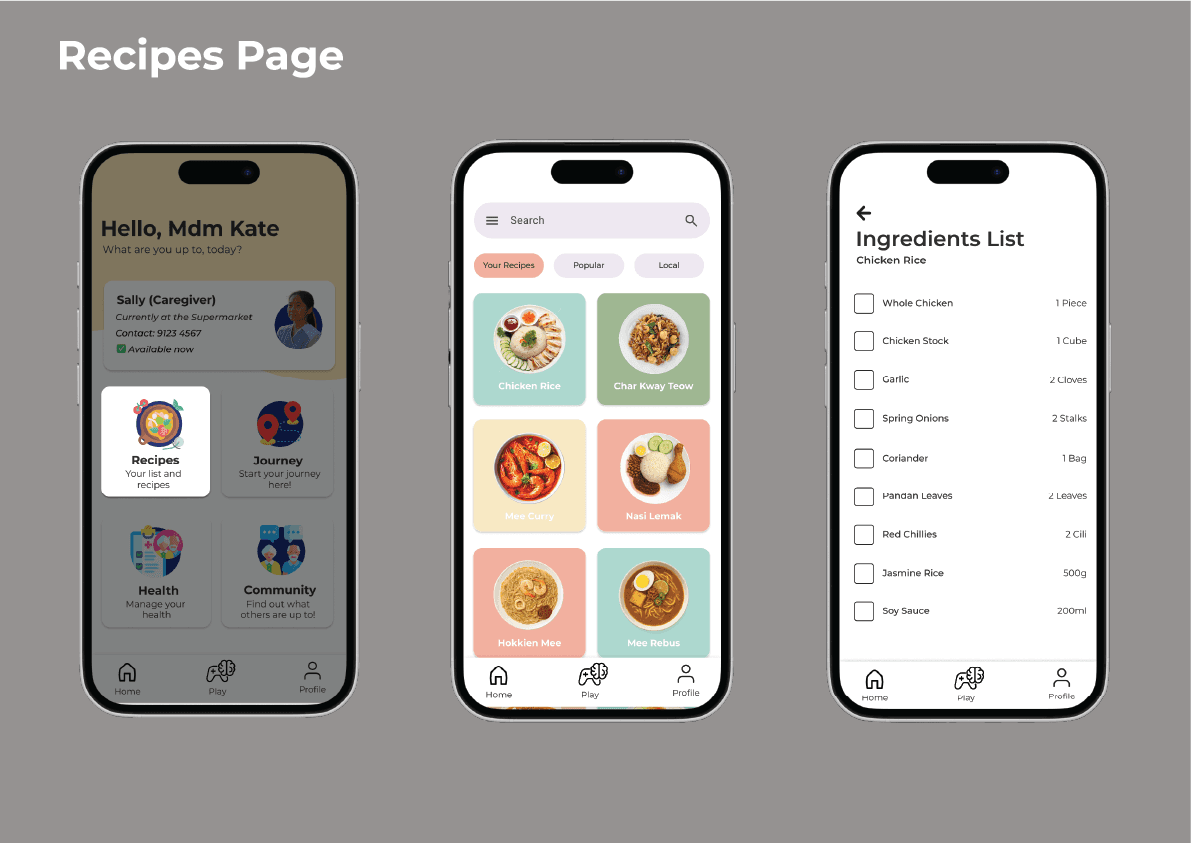 Recipes Page
Hello, Mdm Kate
What are you up to, today?
Sally (Caregiver)
Currently at the Supermarket
Contact: 9123 4567
✅ Available now
Recipes
Your list and
recipes
Journey
Start your journey
here!
Health
Manage your
health
Community
Find out what
others are up to!
Home
Play
Profile
Search
Your Recipes
Popular
Local
Chicken Rice
Char Kway Teow
Mee Curry
Nasi Lemak
Hokkien Mee
Mee Rebus
Home
Play
Profile
Ingredients List
Chicken Rice
Whole Chicken 1 Piece
Chicken Stock 1 Cube
Garlic 2 Cloves
Spring Onions 2 Stalks
Coriander 1 Bag
Pandan Leaves 2 Leaves
Red Chillies 2 Cili
Jasmine Rice 500g
Soy Sauce 200ml
Home
Play
Profile